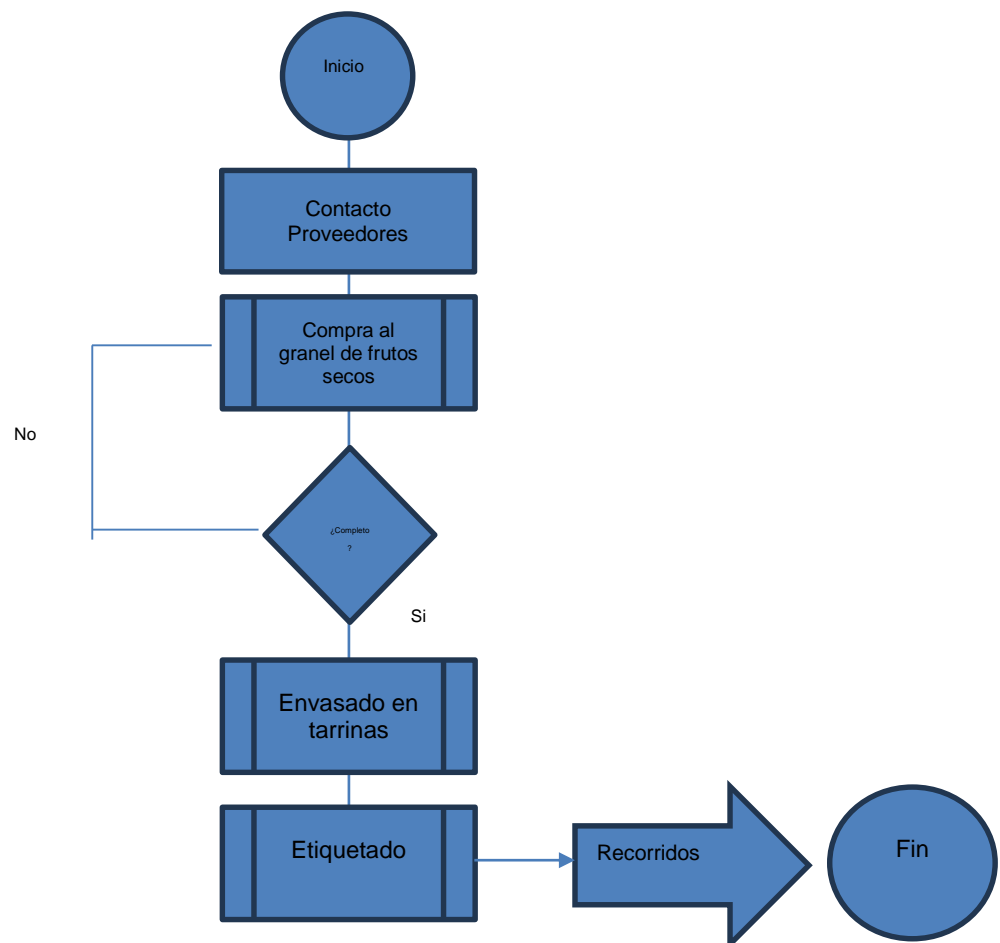 Inicio
Contacto
Proveedores
Compra al
granel de frutos
secos
No
¿Completo
?
Si
Envasado en
tarrinas
Etiquetado
Recorridos
Fin